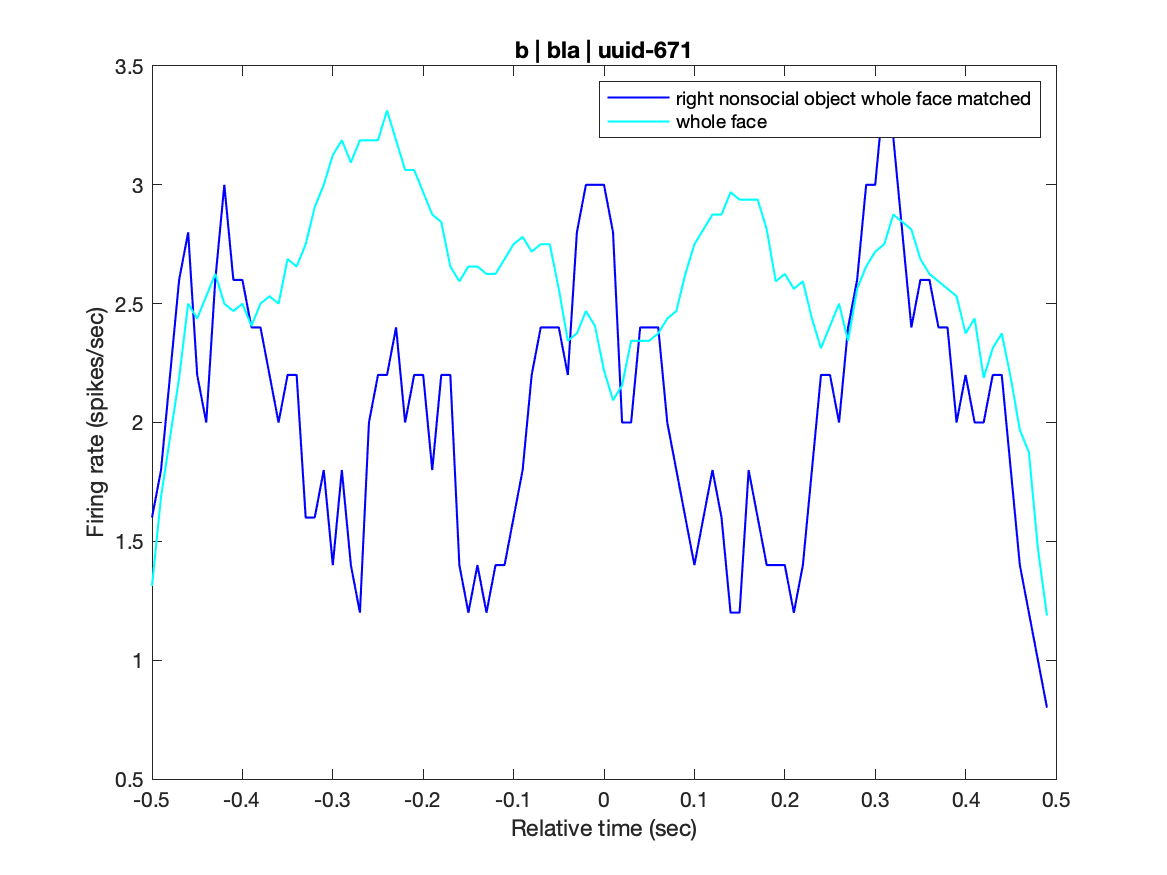 b | bla | uuid-671
right nonsocial object whole face matched
whole face
3.5
3
2.5
2
1.5
1
0.5
Firing rate (spikes/sec)
-0.5 -0.4 -0.3 -0.2 -0.1 0 0.1 0.2 0.3 0.4 0.5
Relative time (sec)